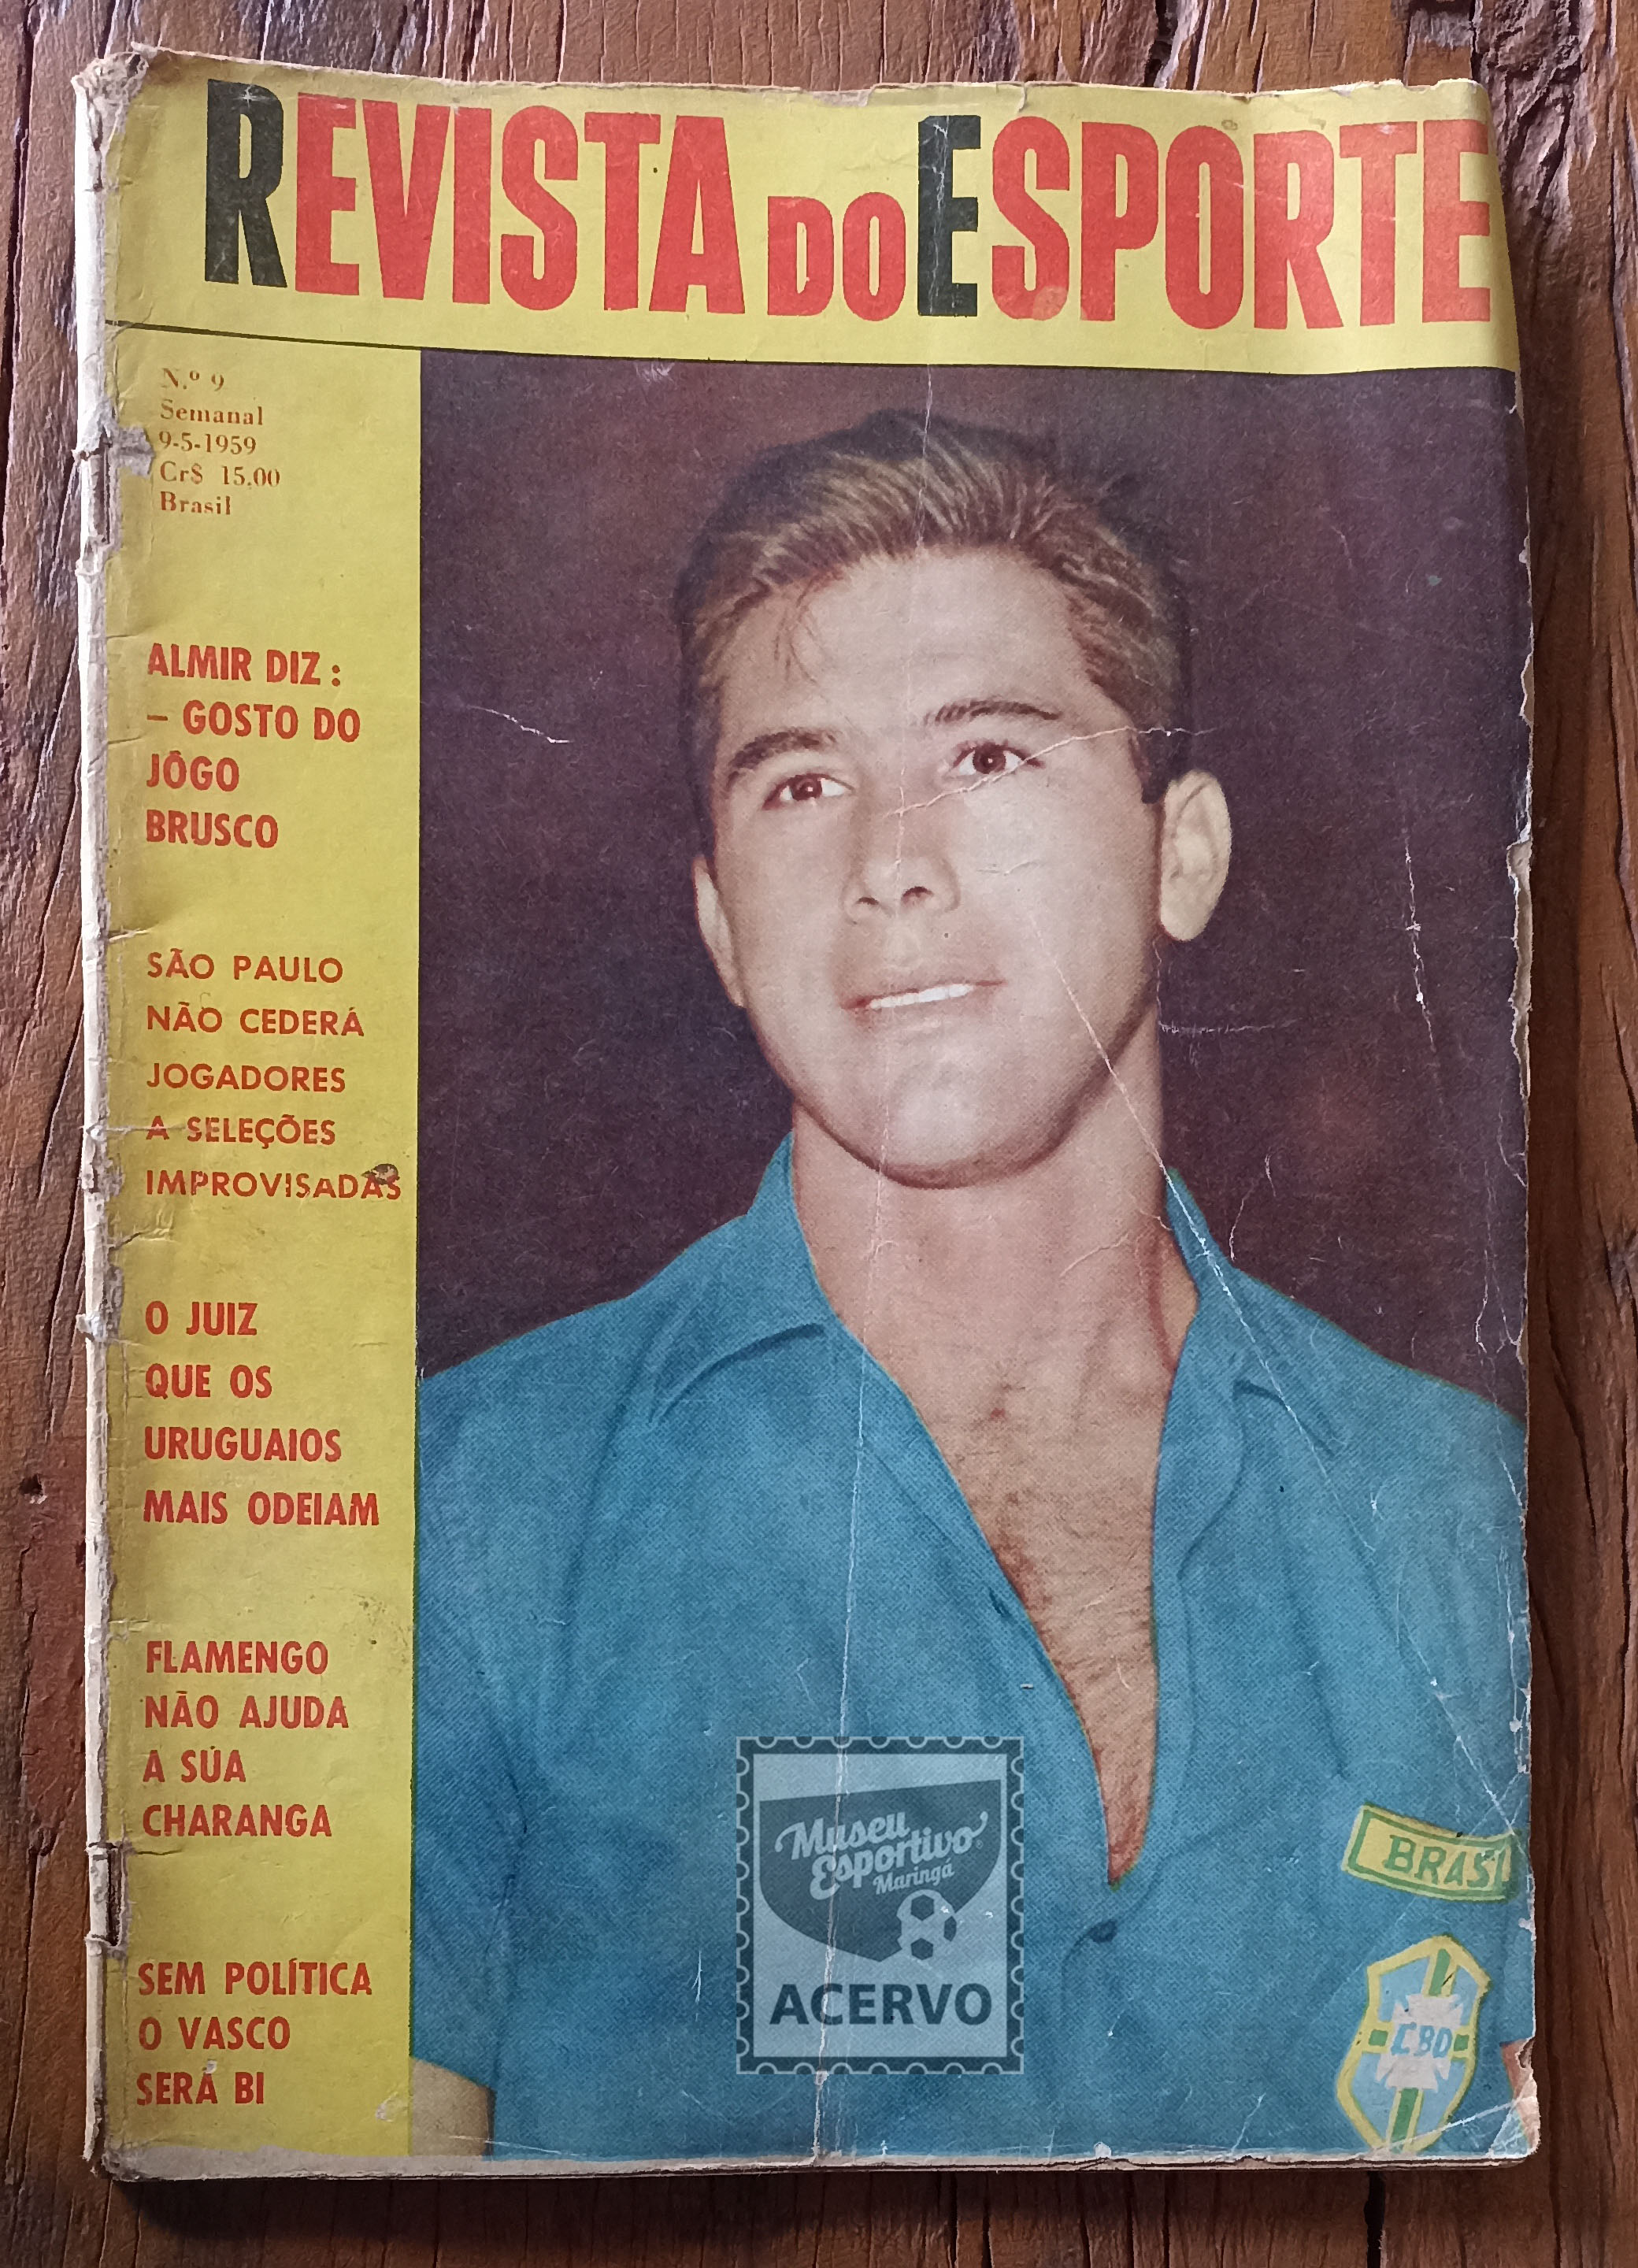 REVISTA DO ESPORTE
N.º 9
Semanal
9-5-1959
Cr$ 15,00
Brasil
ALMIR DIZ :
– GOSTO DO
JÔGO
BRUSCO
SÃO PAULO
NÃO CEDERÁ
JOGADORES
A SELEÇÕES
IMPROVISADAS
O JUIZ
QUE OS
URUGUAIOS
MAIS ODEIAM
FLAMENGO
NÃO AJUDA
A SUA
CHARANGA
SEM POLÍTICA
O VASCO
SERÁ BI
BRASI
CBD
Museu
Esportivo
Maringá
ACERVO